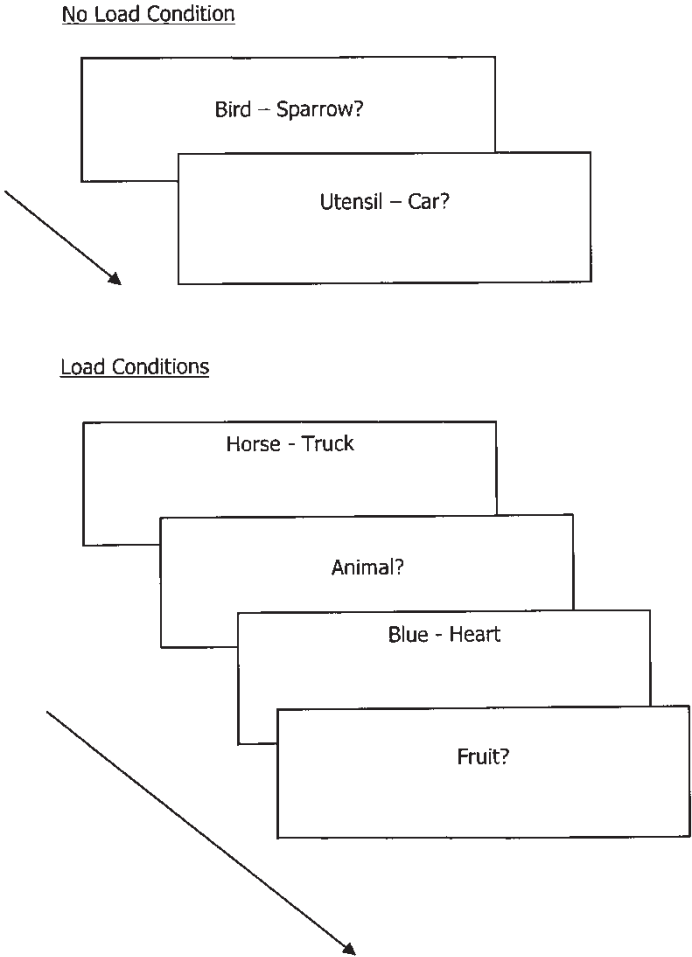 No Load Condition
Bird – Sparrow?
Utensil – Car?
Load Conditions
Horse - Truck
Animal?
Blue - Heart
Fruit?